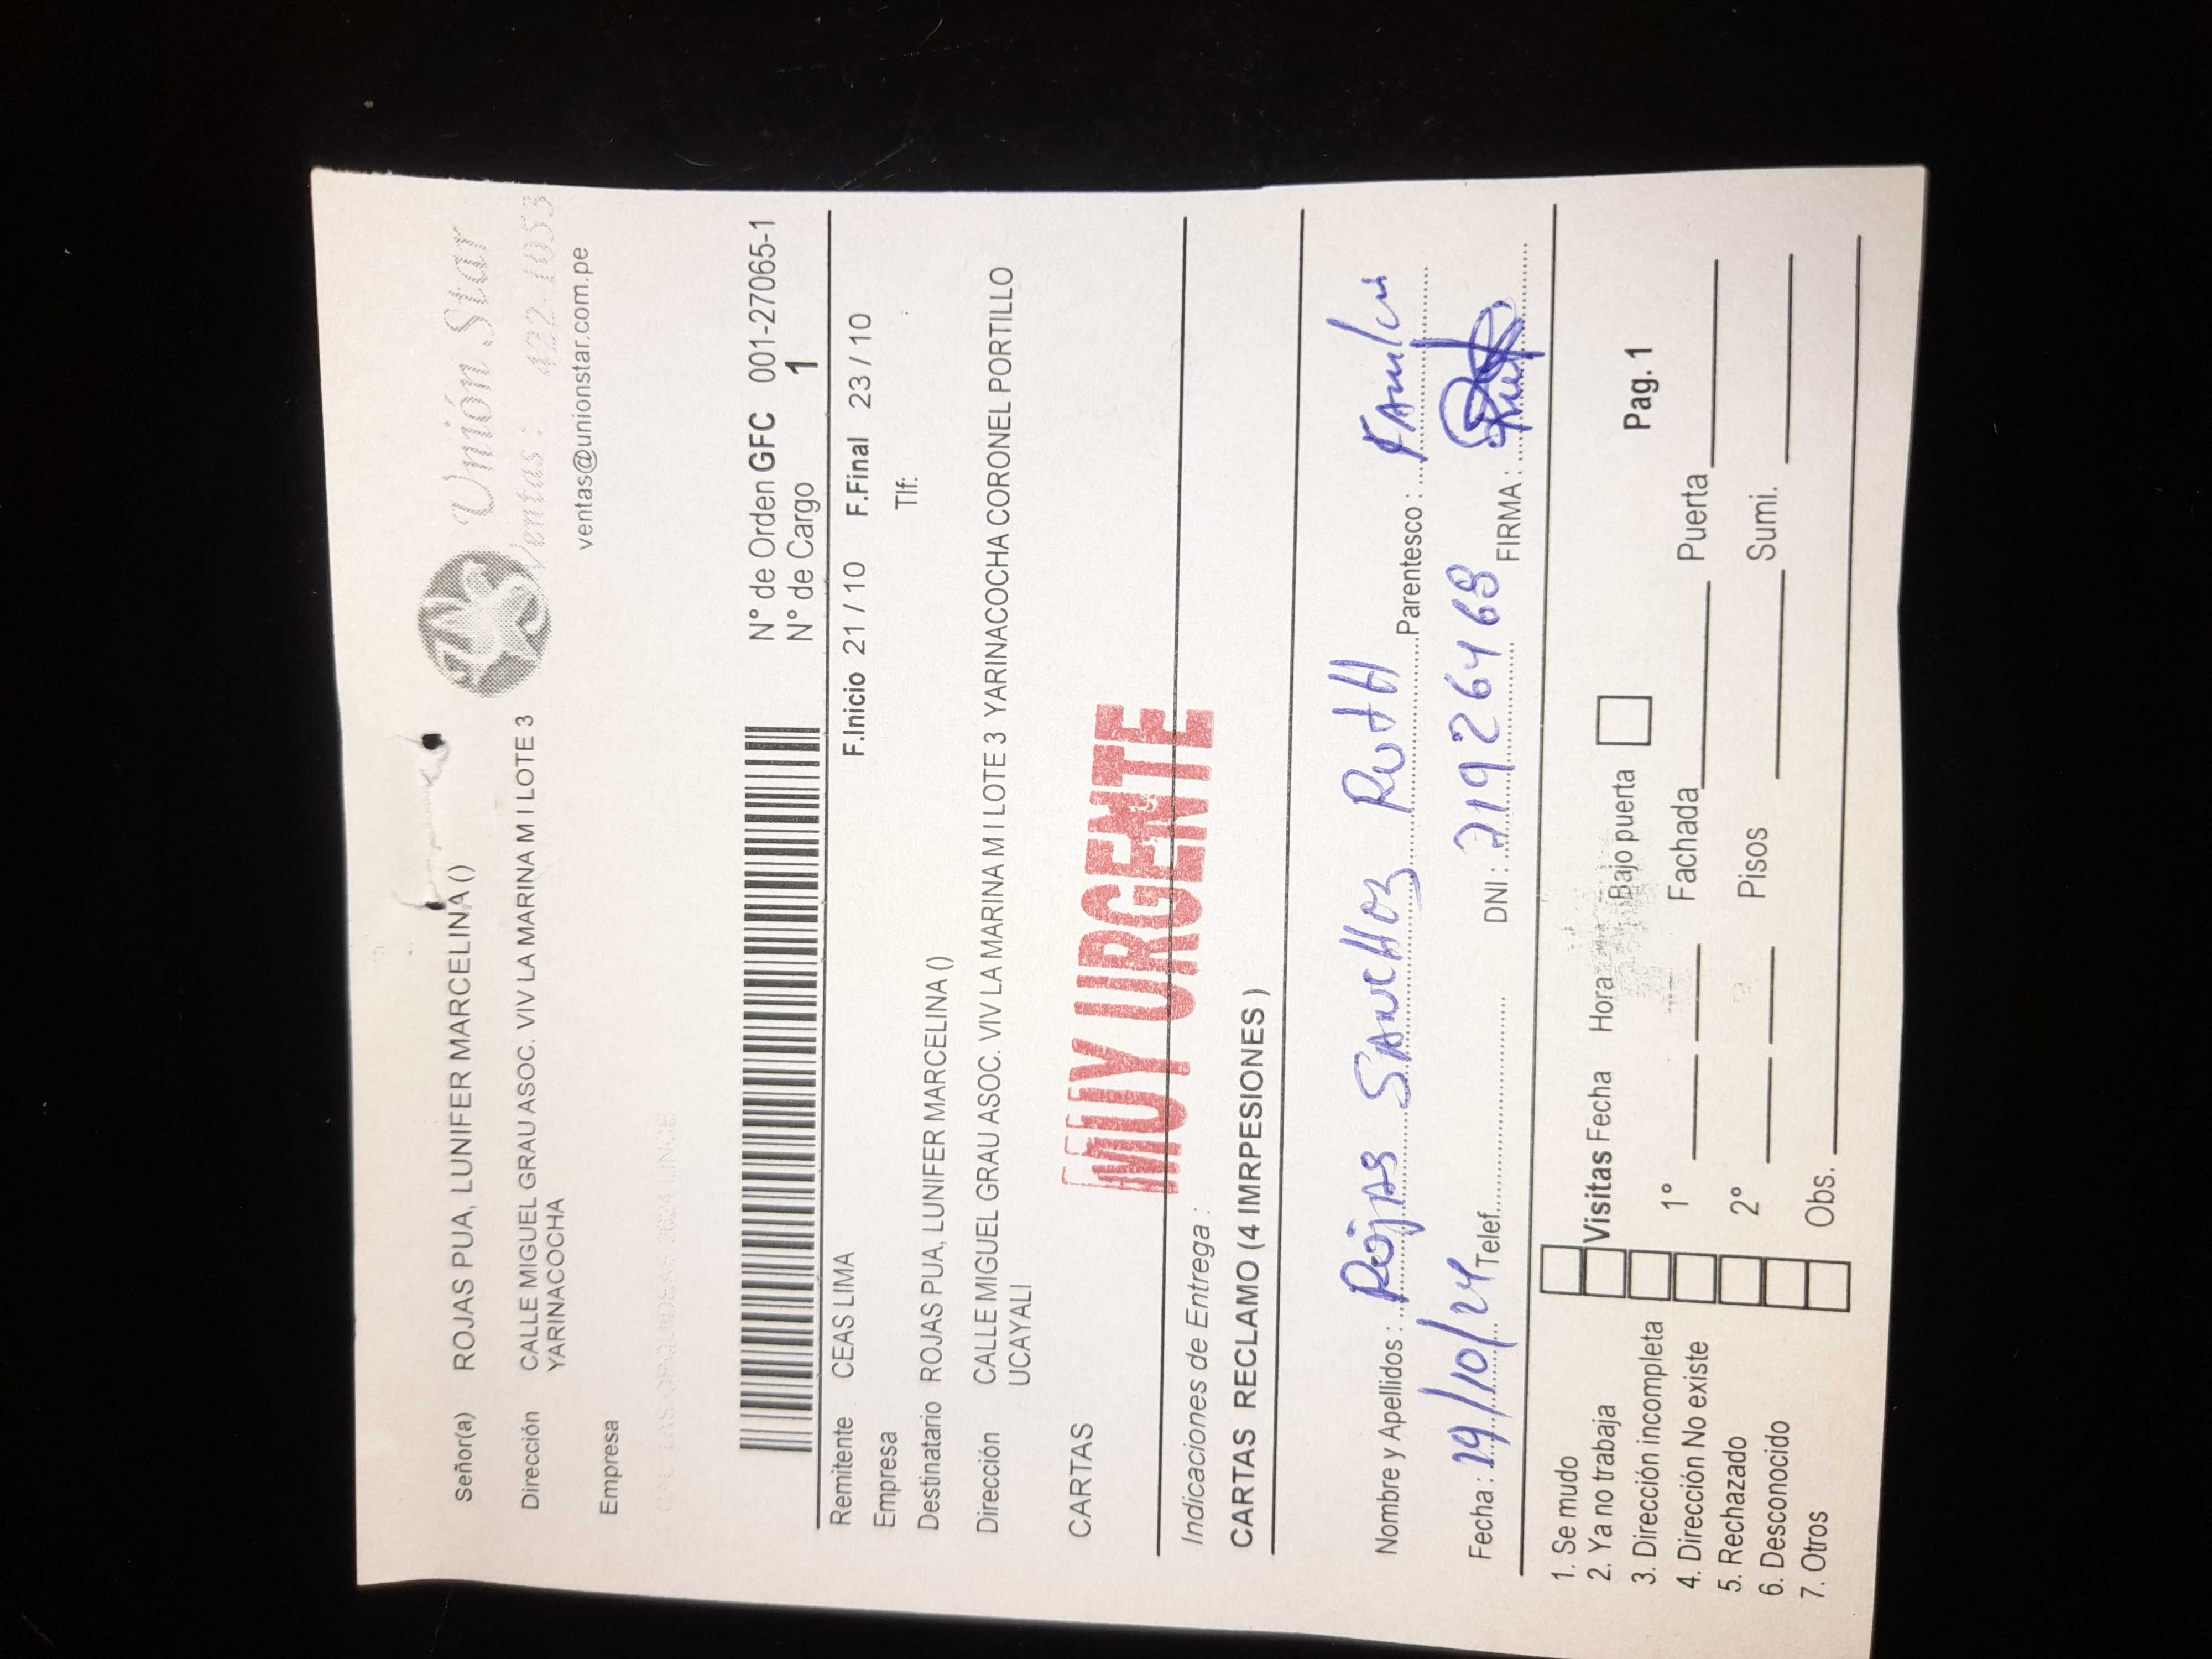 Unión Star
Ventas : 422-1053
ventas@unionstar.com.pe
Señor(a) ROJAS PUA, LUNIFER MARCELINA ()
Dirección CALLE MIGUEL GRAU ASOC. VIV LA MARINA M I LOTE 3
YARINACOCHA
Empresa
N° de Orden GFC 001-27065-1
N° de Cargo 1
F.Inicio 21 / 10 F.Final 23 / 10
Remitente CEAS LIMA
Empresa Tlf:
Destinatario ROJAS PUA, LUNIFER MARCELINA ()
Dirección CALLE MIGUEL GRAU ASOC. VIV LA MARINA M I LOTE 3 YARINACOCHA CORONEL PORTILLO
UCAYALI
CARTAS
MUY URGENTE
Indicaciones de Entrega :
CARTAS RECLAMO (4 IMRPESIONES )
Nombre y Apellidos : Rojas Sanchez Ruth Parentesco :
Fecha : /10/24 Telef. DNI : FIRMA :
1. Se mudo
2. Ya no trabaja
3. Dirección incompleta
4. Dirección No existe
5. Rechazado
6. Desconocido
7. Otros
Visitas Fecha Hora Bajo puerta Pag. 1
1º Fachada Puerta
2º Pisos Sumi.
Obs.